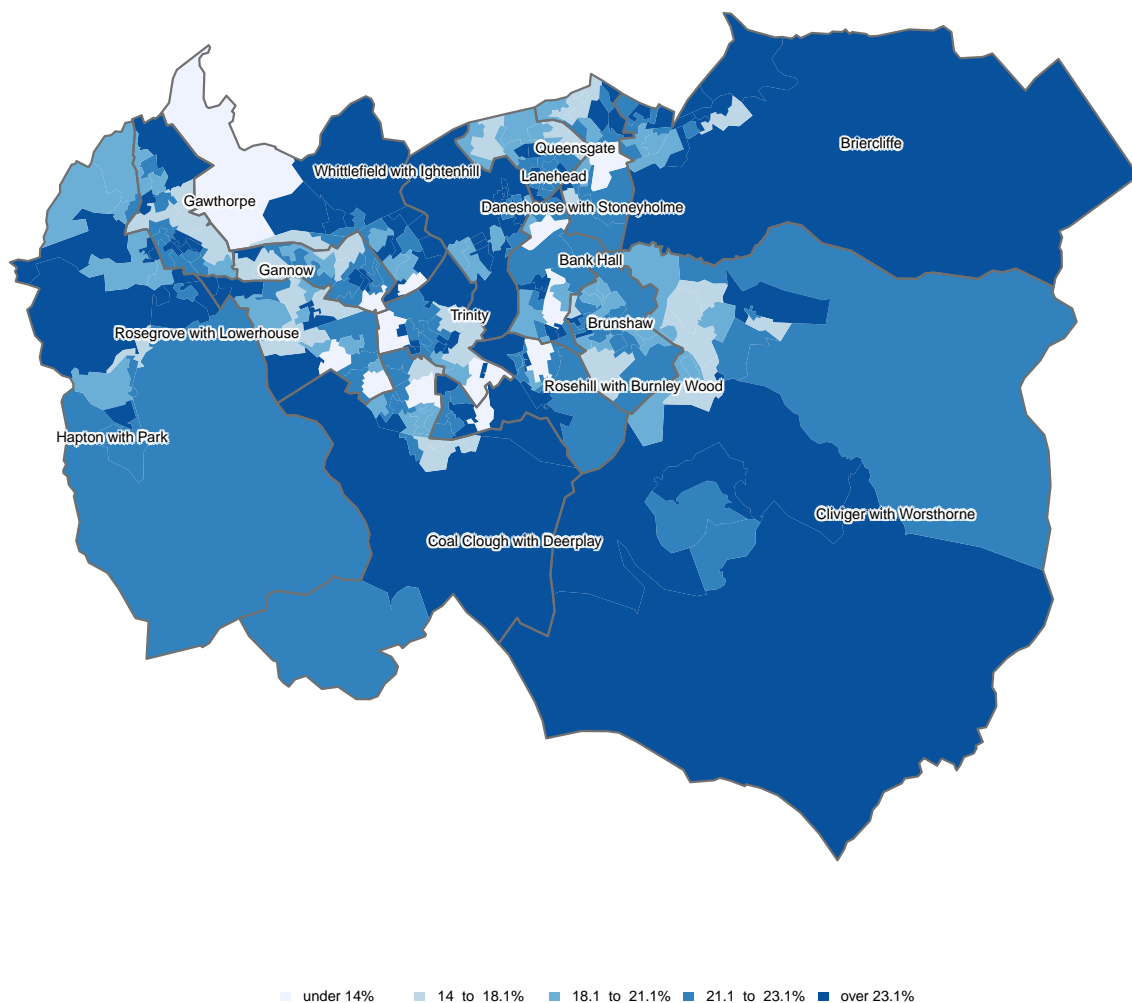 Briercliffe
Queensgate
Whittlefield with Ightenhill
Lanehead
Gawthorpe
Daneshouse with Stoneyholme
Bank Hall
Gannow
Trinity
Brunshaw
Rosegrove with Lowerhouse
Rosehill with Burnley Wood
Hapton with Park
Cliviger with Worsthorne
Coal Clough with Deerplay
under 14% 14 to 18.1% 18.1 to 21.1% 21.1 to 23.1% over 23.1%